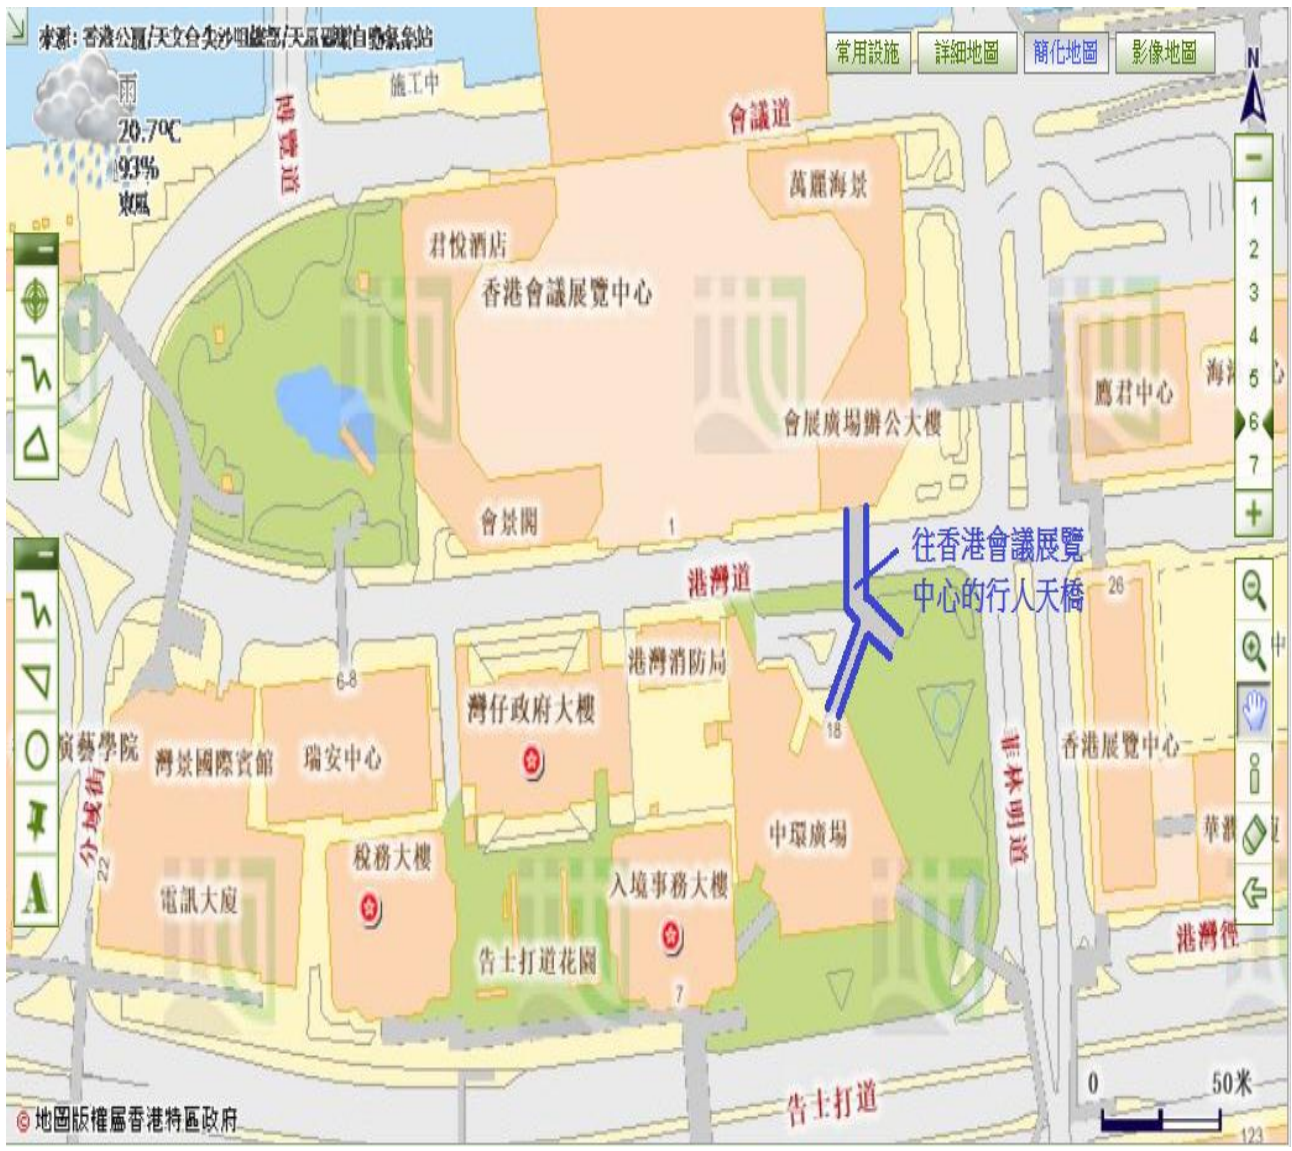 來源: 香港公園/天文台尖沙咀總部/天星碼頭自動氣象站
常用設施
詳細地圖
簡化地圖
影像地圖
雨
20.7ºC
93%
東風
N
施工中
博覽道
會議道
萬麗海景
君悅酒店
香港會議展覽中心
會展廣場辦公大樓
鷹君中心
會景閣
1
港灣道
往香港會議展覽
中心的行人天橋
26
港灣消防局
6-8
灣仔政府大樓
18
演藝學院
灣景國際賓館
瑞安中心
香港展覽中心
菲林明道
分域街
22
中環廣場
稅務大樓
入境事務大樓
電訊大廈
告士打道花園
7
港灣徑
告士打道
1
2
3
4
5
6
7
0
50米
123
© 地圖版權屬香港特區政府